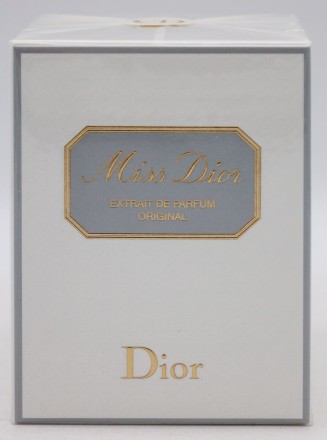 Miss Dior
EXTRAIT DE PARFUM
ORIGINAL
Dior